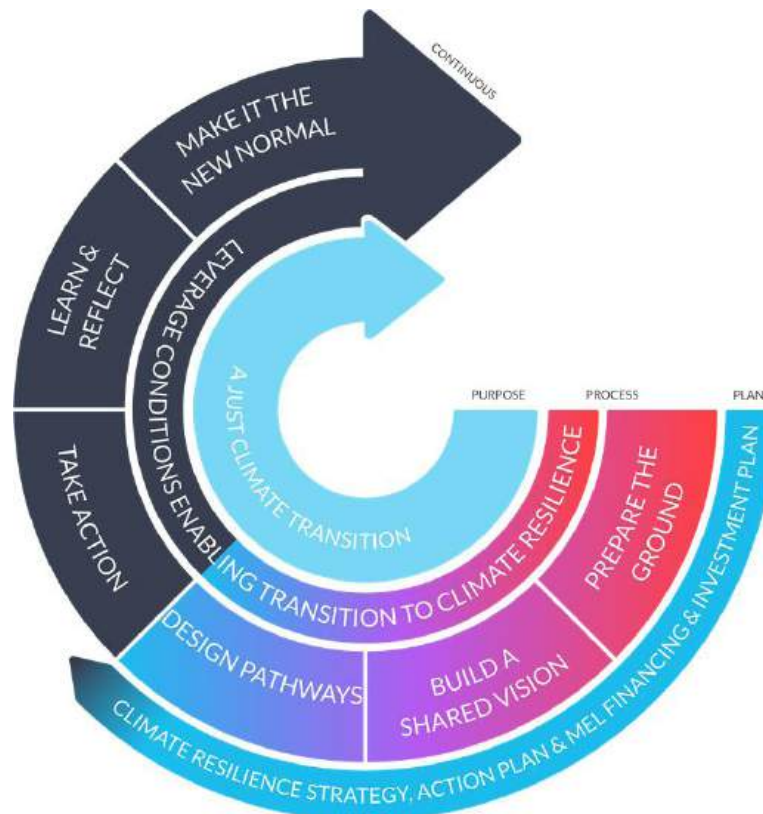 CONTINUOUS
MAKE IT THE
NEW NORMAL
LEARN &
REFLECT
TAKE ACTION
LEVERAGE CONDITIONS ENABLING TRANSITION TO CLIMATE RESILIENCE
A JUST CLIMATE TRANSITION
PURPOSE
PROCESS
PLAN
PREPARE THE
GROUND
BUILD A
SHARED VISION
DESIGN PATHWAYS
CLIMATE RESILIENCE STRATEGY, ACTION PLAN & MEL FINANCING & INVESTMENT PLAN